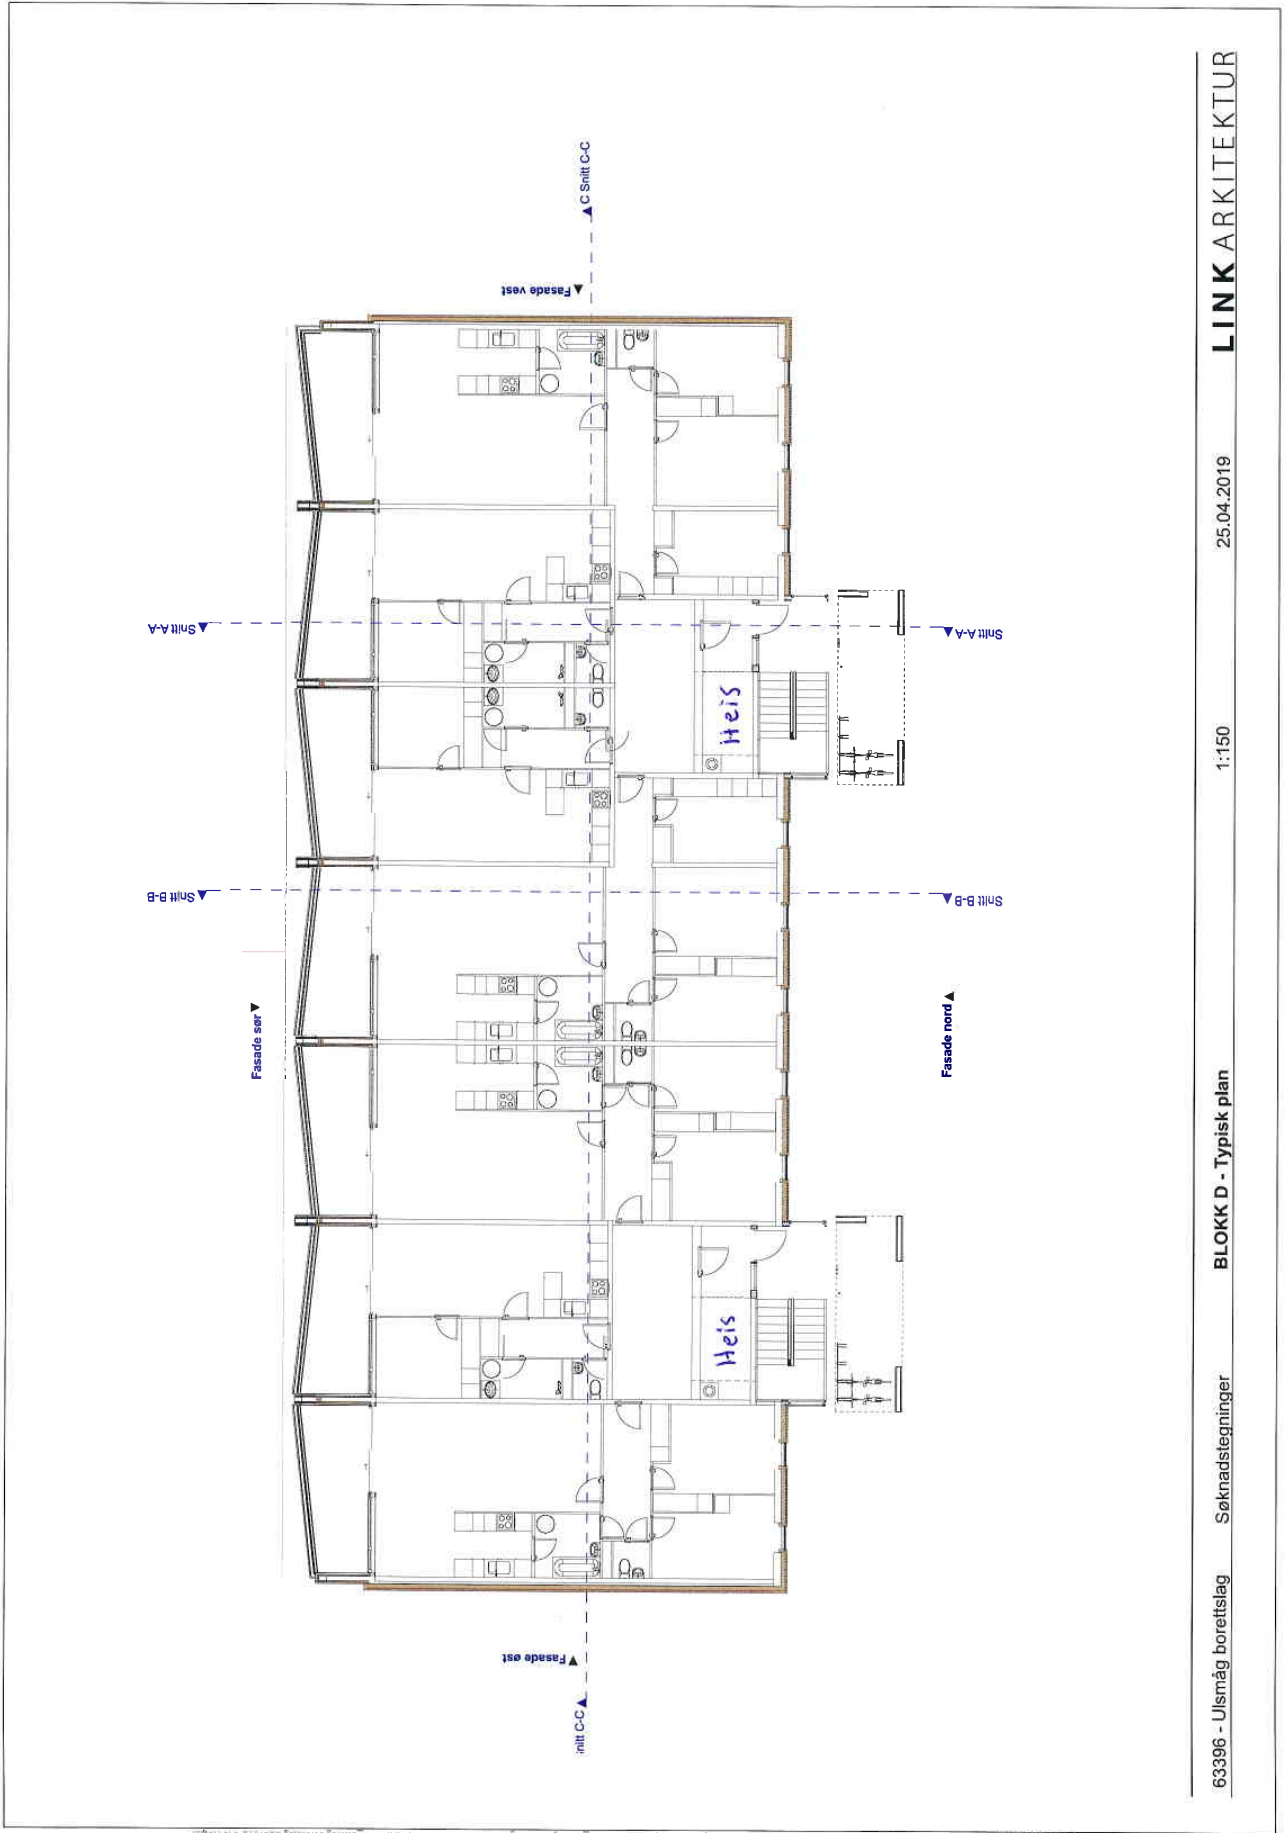 C Snitt C-C
Fasade vest
Snitt A-A
Snitt A-A
Heis
Snitt B-B
Snitt B-B
Fasade sør
Fasade nord
Heis
Fasade øst
nitt C-C
63396 - Ulsmåg borettslag Søknadstegninger BLOKK D - Typisk plan 1:150 25.04.2019 LINK ARKITEKTUR